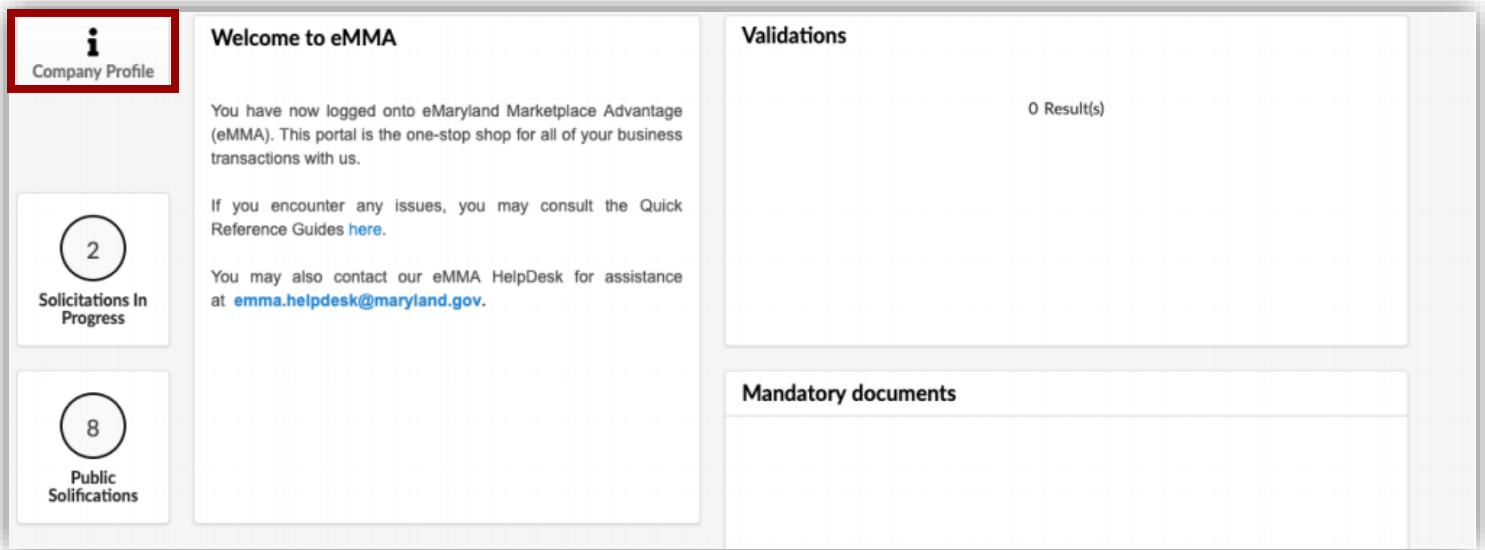 Company Profile
2
Solicitations In
Progress
8
Public
Solifications
Welcome to eMMA
You have now logged onto eMaryland Marketplace Advantage
(eMMA). This portal is the one-stop shop for all of your business
transactions with us.
If you encounter any issues, you may consult the Quick
Reference Guides here.
You may also contact our eMMA HelpDesk for assistance
at emma.helpdesk@maryland.gov.
Validations
0 Result(s)
Mandatory documents